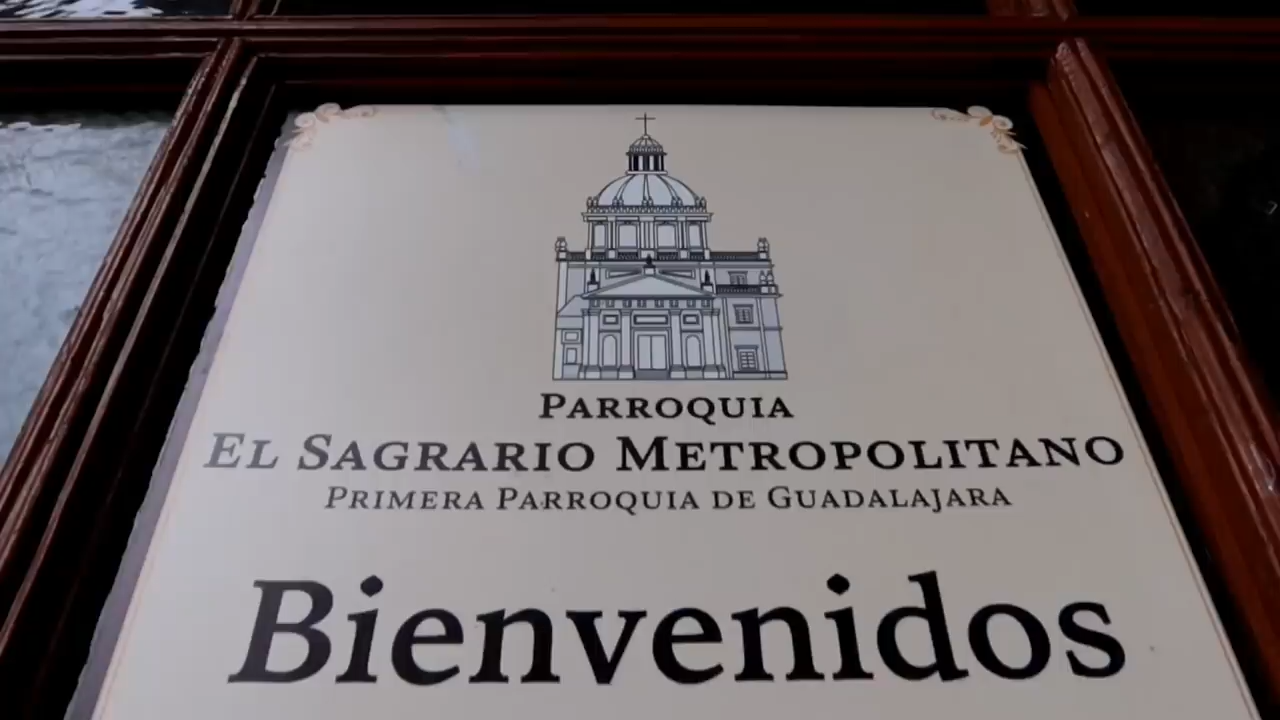 PARROQUIA
EL SAGRARIO METROPOLITANO
PRIMERA PARROQUIA DE GUADALAJARA
Bienvenidos